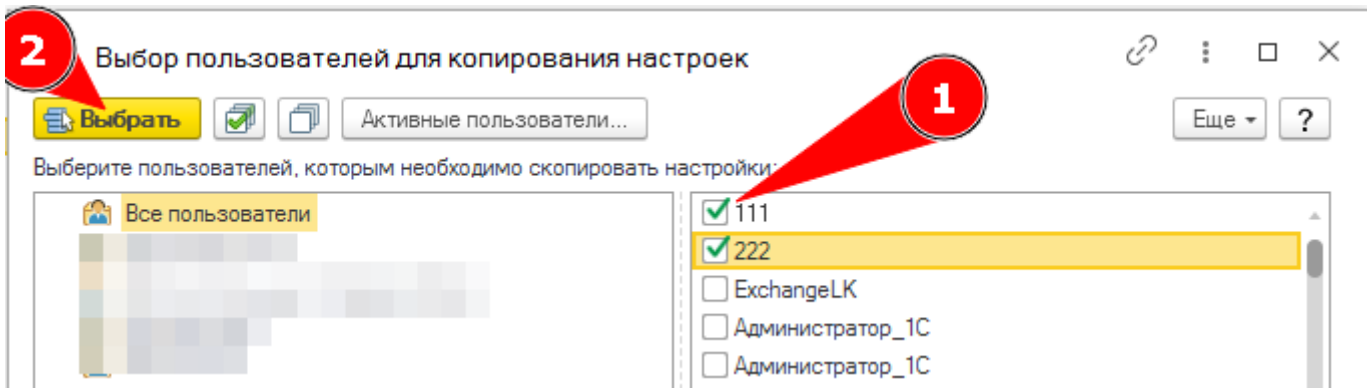 2
Выбор пользователей для копирования настроек
1
Выбрать
Активные пользователи...
Еще
?
Выберите пользователей, которым необходимо скопировать настройки:
Все пользователи
111
222
ExchangeLK
Администратор_1С
Администратор_1С